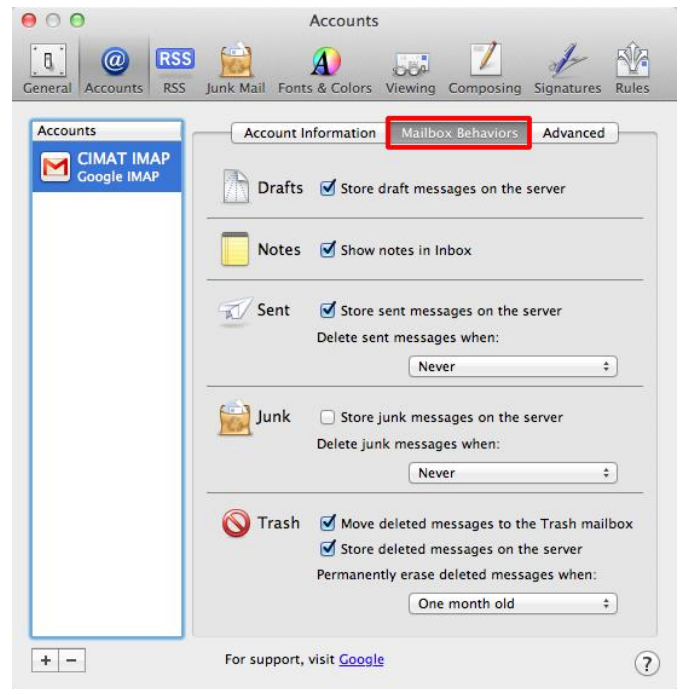 Accounts
General Accounts RSS Junk Mail Fonts & Colors Viewing Composing Signatures Rules
Accounts
CIMAT IMAP
Google IMAP
Account Information Mailbox Behaviors Advanced
Drafts Store draft messages on the server
Notes Show notes in Inbox
Sent Store sent messages on the server
Delete sent messages when:
Never
Junk Store junk messages on the server
Delete junk messages when:
Never
Trash Move deleted messages to the Trash mailbox
Store deleted messages on the server
Permanently erase deleted messages when:
One month old
+ − For support, visit Google ?